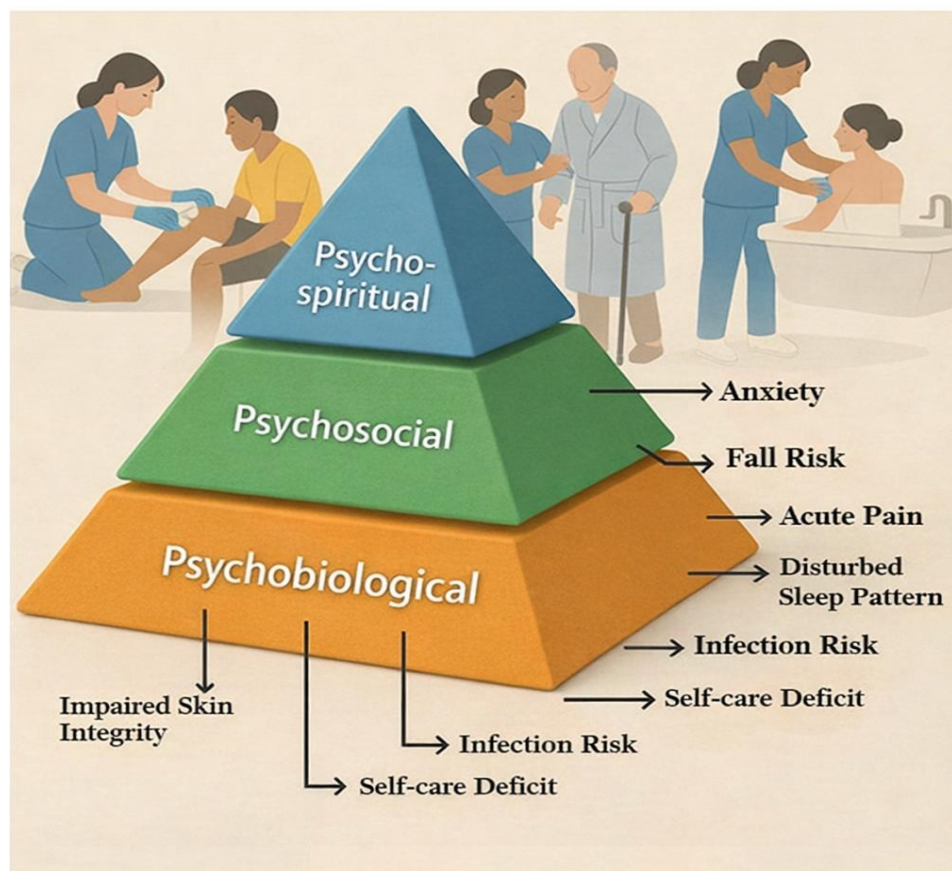 Psycho-
spiritual
Psychosocial
Anxiety
Fall Risk
Acute Pain
Psychobiological
Disturbed
Sleep Pattern
Infection Risk
Self-care Deficit
Impaired Skin
Integrity
Infection Risk
Self-care Deficit